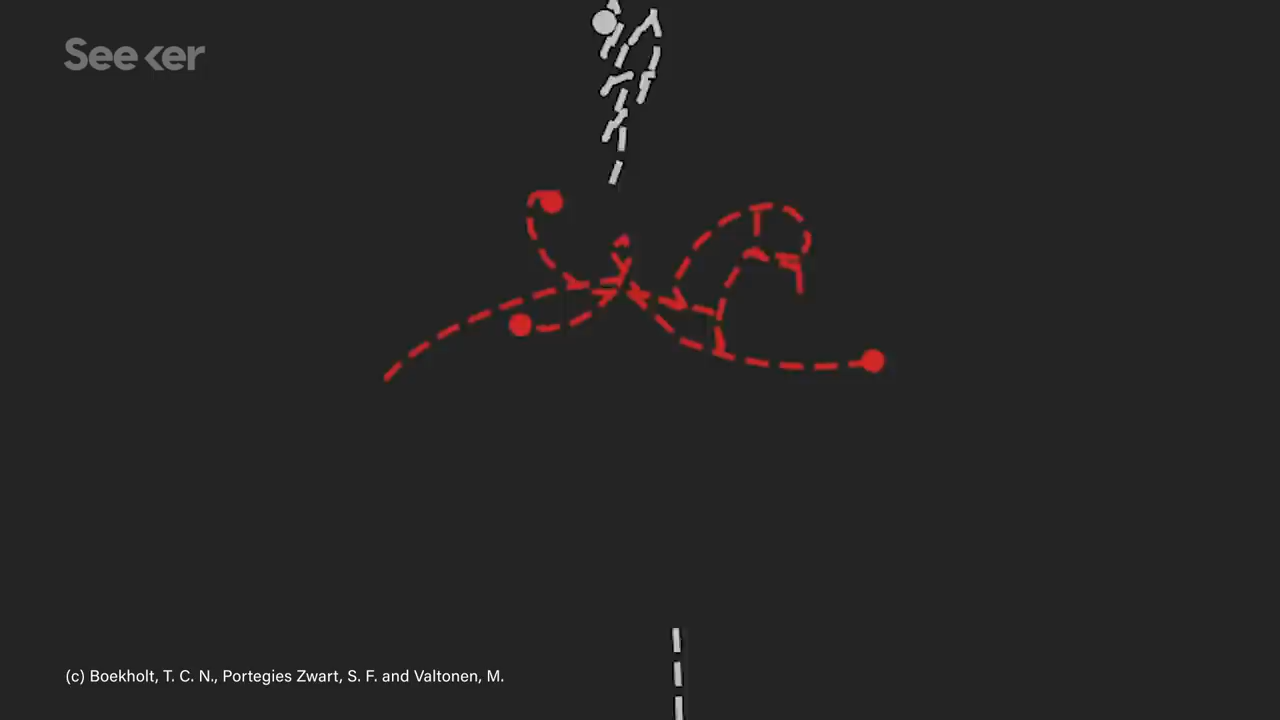 Seeker
(c) Boekholt, T. C. N., Portegies Zwart, S. F. and Valtonen, M.